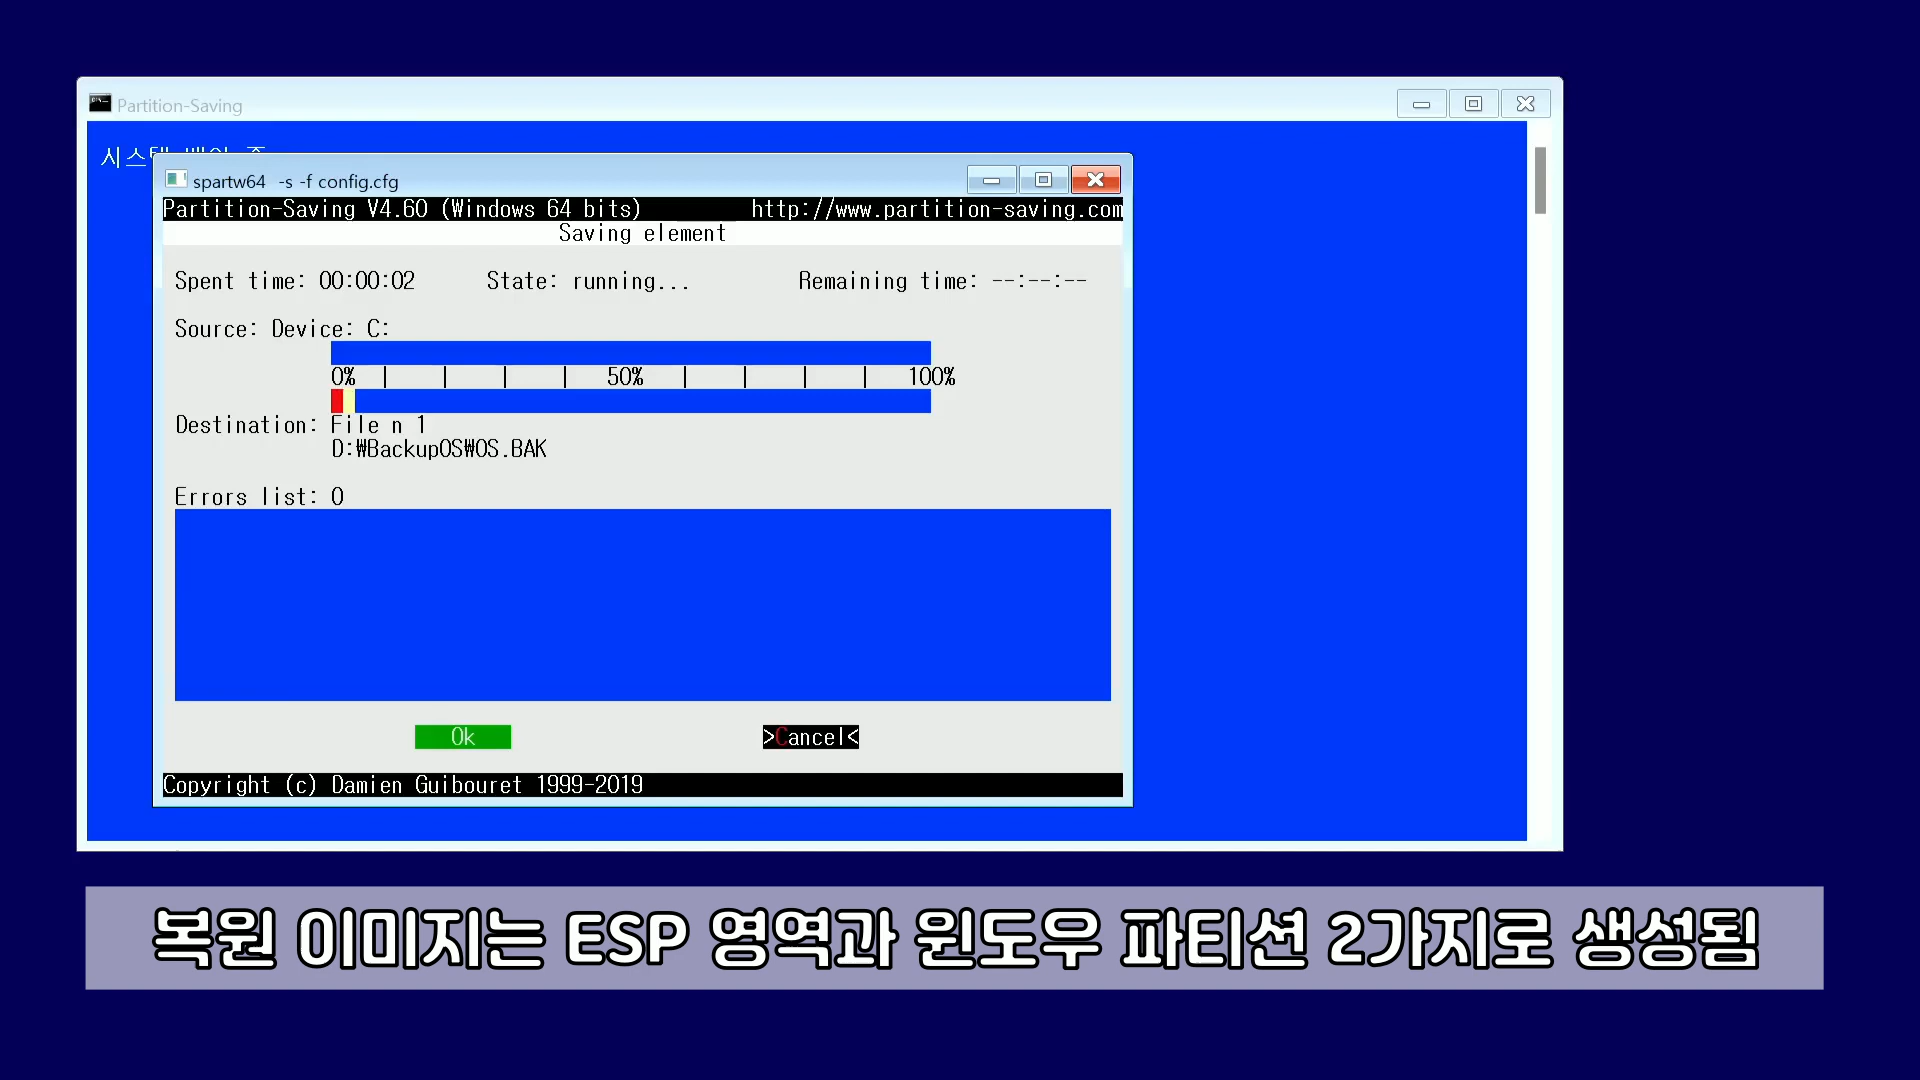 Partition-Saving
spartw64 -s -f config.cfg
Partition-Saving V4.60 (Windows 64 bits) http://www.partition-saving.com
Saving element
Spent time: 00:00:02 State: running... Remaining time: --:--:--
Source: Device: C:
0% | | | | 50% | | | | 100%
Destination: File n 1
D:₩BackupOS₩OS.BAK
Errors list: 0
Ok >Cancel<
Copyright (c) Damien Guibouret 1999-2019
복원 이미지는 ESP 영역과 윈도우 파티션 2가지로 생성됨